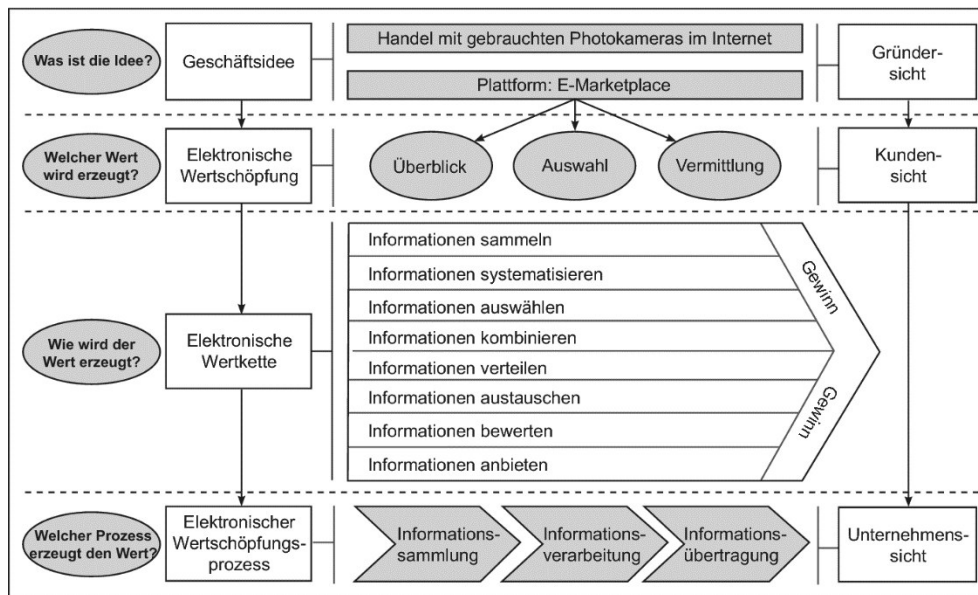 Was ist die Idee?
Geschäftsidee
Handel mit gebrauchten Photokameras im Internet
Plattform: E-Marketplace
Gründer-
sicht
Welcher Wert
wird erzeugt?
Elektronische
Wertschöpfung
Überblick
Auswahl
Vermittlung
Kunden-
sicht
Wie wird der
Wert erzeugt?
Elektronische
Wertkette
Informationen sammeln
Informationen systematisieren
Informationen auswählen
Informationen kombinieren
Informationen verteilen
Informationen austauschen
Informationen bewerten
Informationen anbieten
Gewinn
Gewinn
Welcher Prozess
erzeugt den Wert?
Elektronischer
Wertschöpfungs-
prozess
Informations-
sammlung
Informations-
verarbeitung
Informations-
übertragung
Unternehmens-
sicht